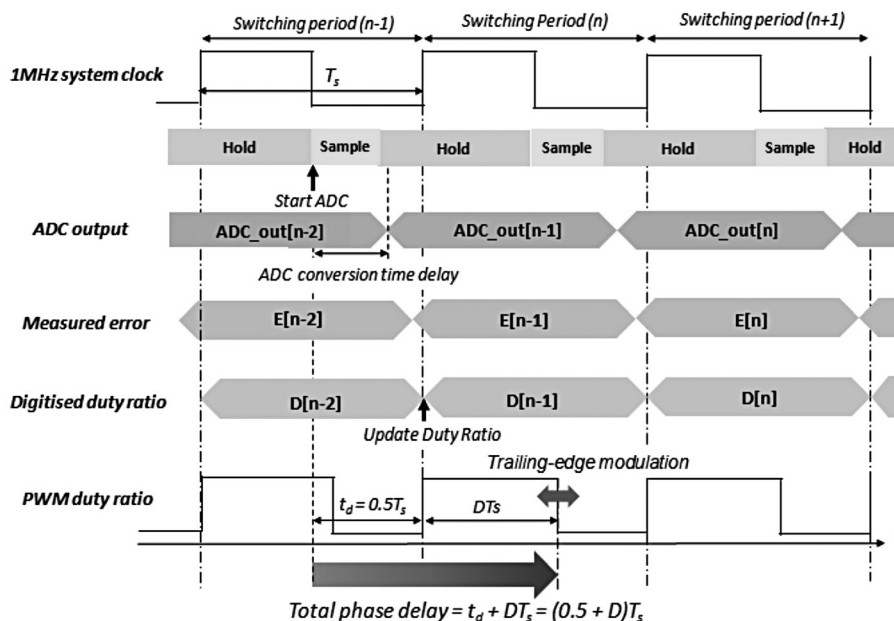 Switching period (n-1) Switching Period (n) Switching period (n+1)
1MHz system clock
Ts
Hold Sample Hold Sample Hold Sample Hold
Start ADC
ADC output
ADC_out[n-2] ADC_out[n-1] ADC_out[n]
ADC conversion time delay
Measured error
E[n-2] E[n-1] E[n]
Digitised duty ratio
D[n-2] D[n-1] D[n]
Update Duty Ratio
Trailing-edge modulation
PWM duty ratio
td = 0.5Ts DTs
Total phase delay = td + DTs = (0.5 + D)Ts